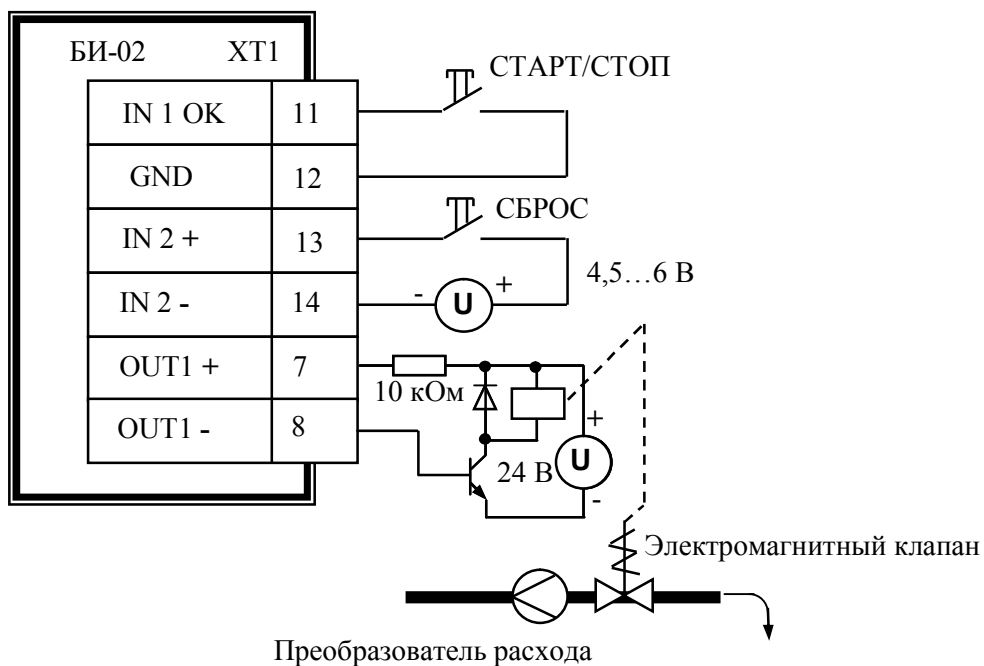 БИ-02 XT1
СТАРТ/СТОП
IN 1 OK 11
GND 12
СБРОС
IN 2 + 13
4,5…6 В
IN 2 - 14
- U +
OUT1 + 7
10 кОм
+
OUT1 - 8
24 В U
-
Электромагнитный клапан
Преобразователь расхода